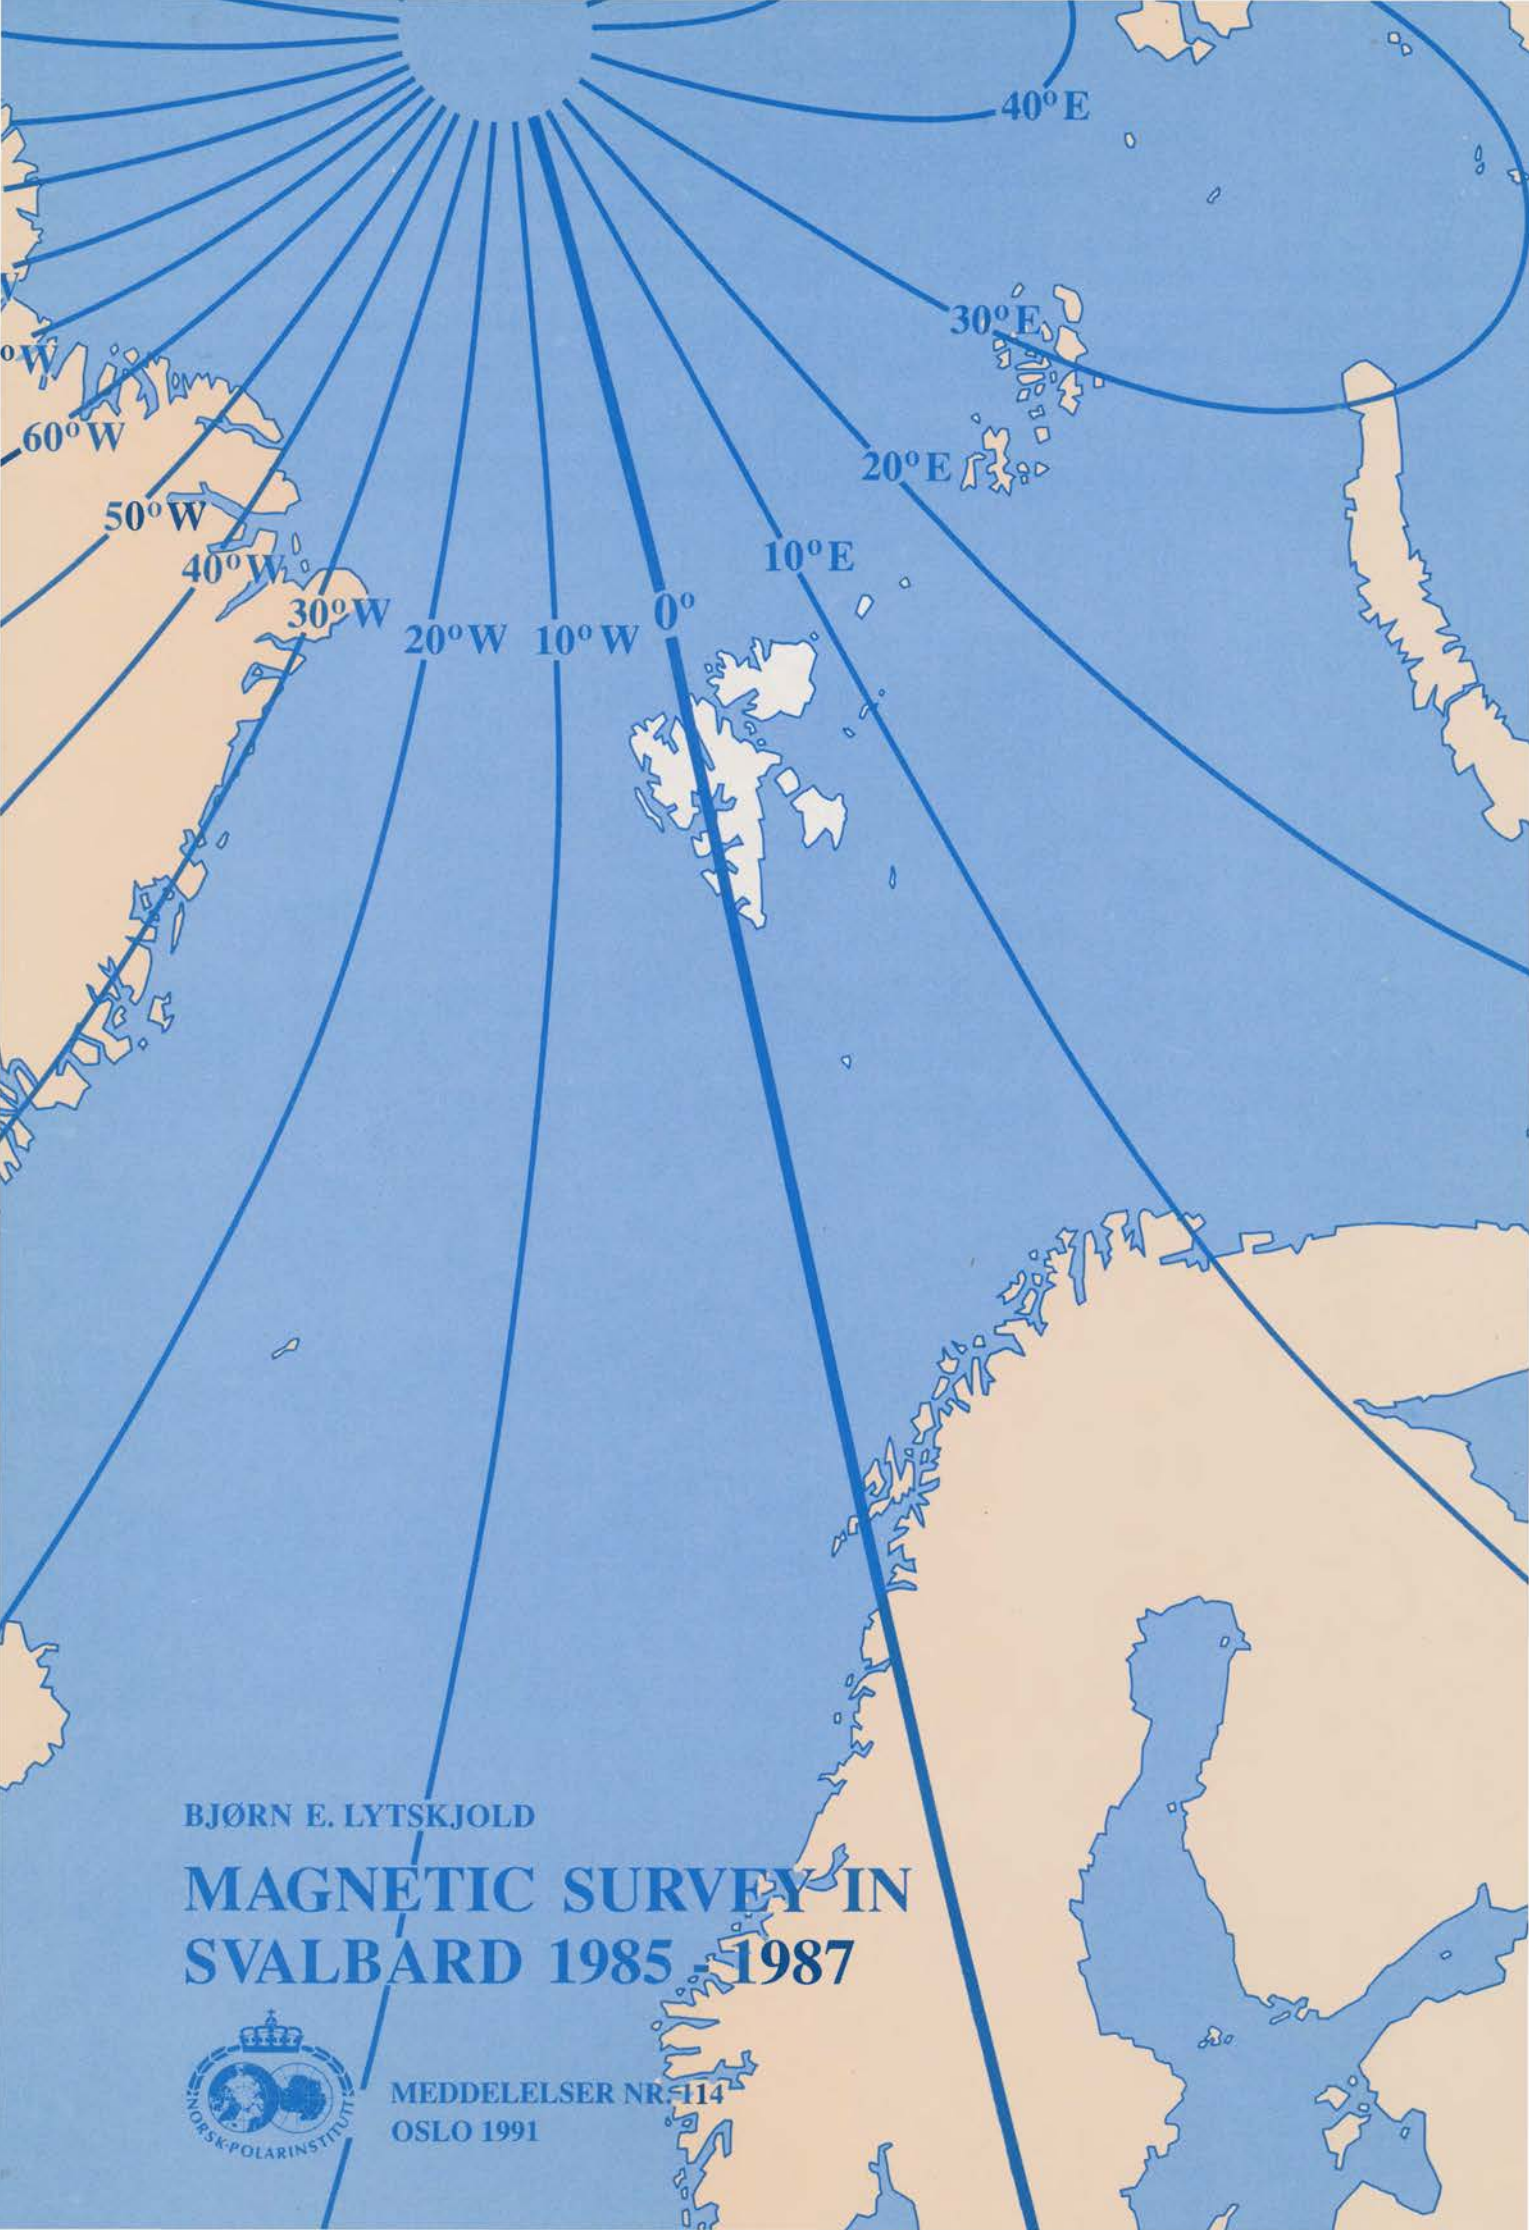 40°E
30°E
°W
60°W
20°E
50°W
10°E
40°W
30°W
0°
20°W
10°W
BJØRN E. LYTSKJOLD
MAGNETIC SURVEY IN
SVALBARD 1985 - 1987
NORSK·POLARINSTITUTT
MEDDELELSER NR. 114
OSLO 1991